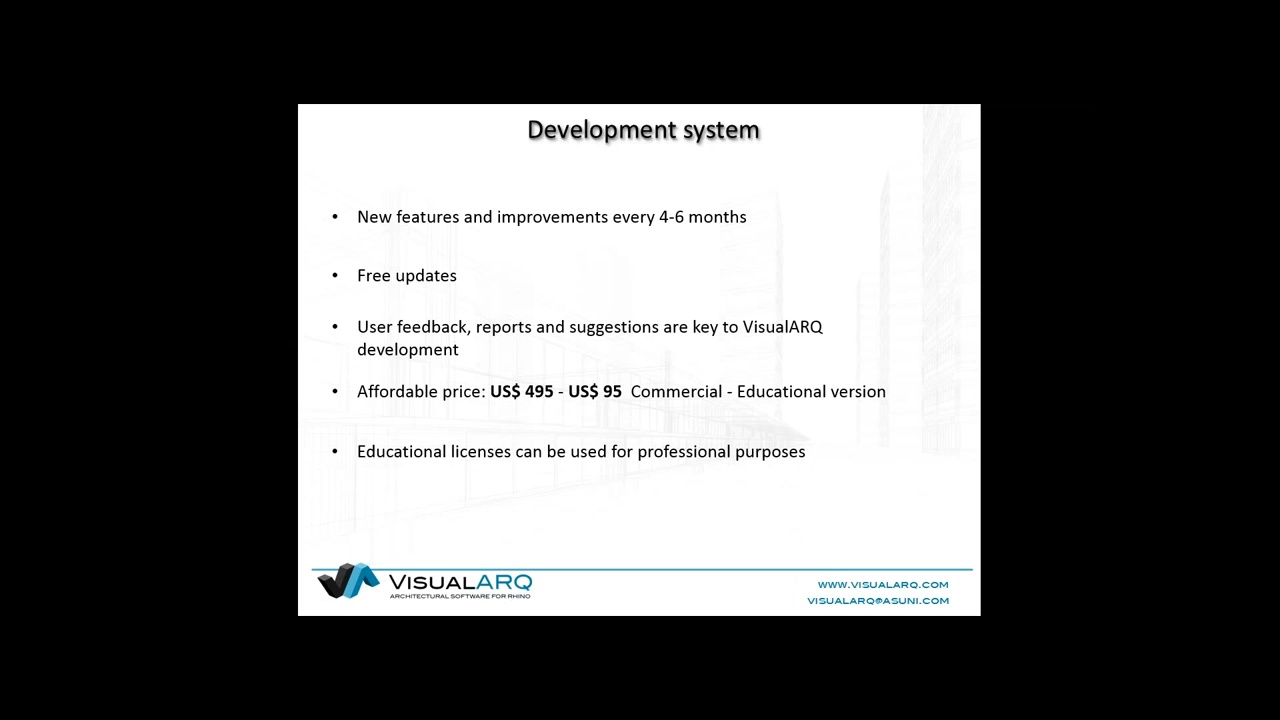 Development system
• New features and improvements every 4-6 months
• Free updates
• User feedback, reports and suggestions are key to VisualARQ
development
• Affordable price: US$ 495 - US$ 95  Commercial - Educational version
• Educational licenses can be used for professional purposes
VISUALARQ
ARCHITECTURAL SOFTWARE FOR RHINO
WWW.VISUALARQ.COM
VISUALARQ@ASUNI.COM